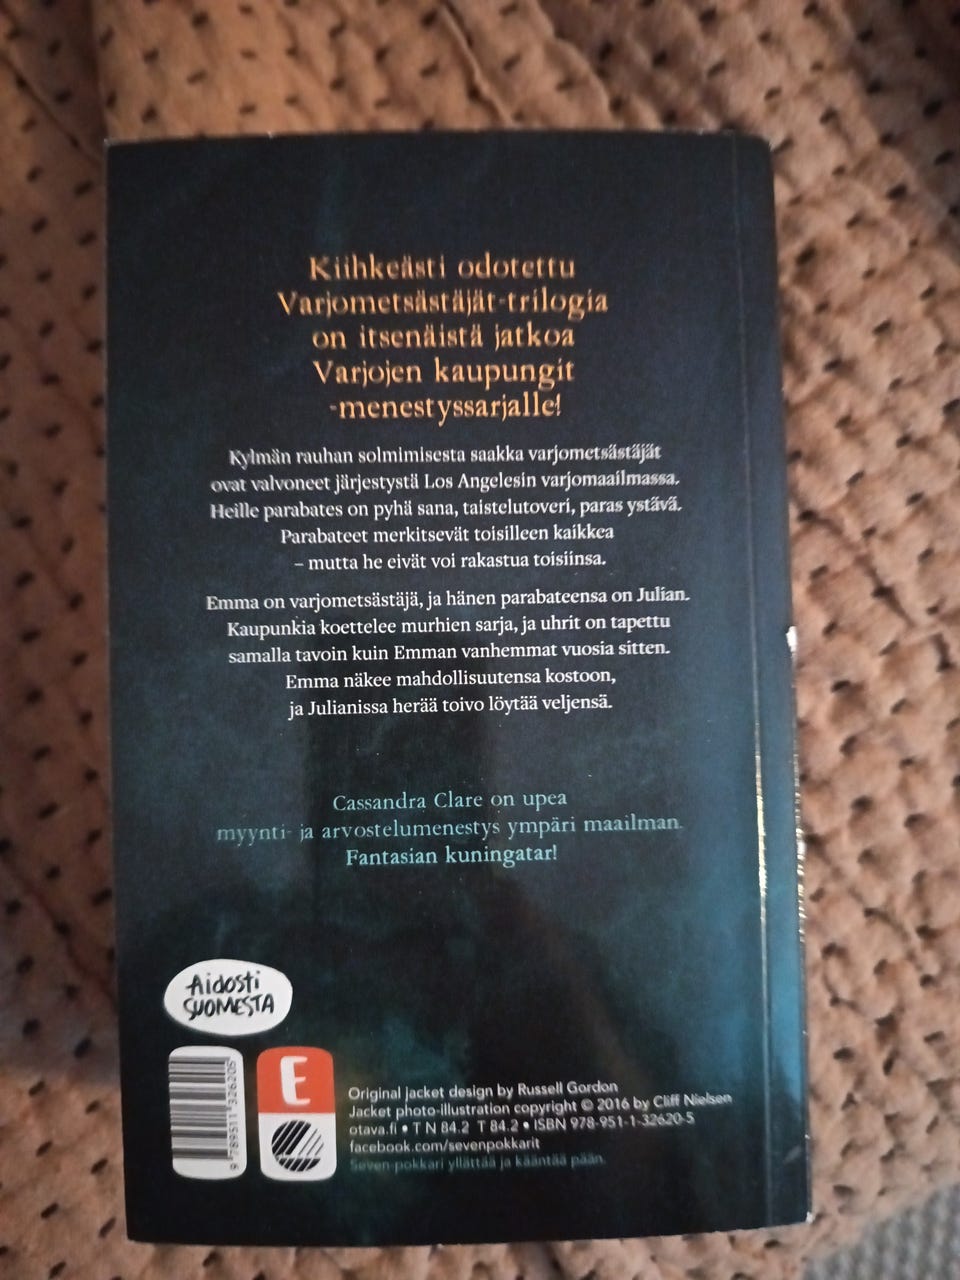 Kiihkeästi odotettu
Varjometsästäjät-trilogia
on itsenäistä jatkoa
Varjojen kaupungit
-menestyssarjalle!
Kylmän rauhan solmimisesta saakka varjometsästäjät
ovat valvoneet järjestystä Los Angelesin varjomaailmassa.
Heille parabates on pyhä sana, taistelutoveri, paras ystävä.
Parabateet merkitsevät toisilleen kaikkea
– mutta he eivät voi rakastua toisiinsa.
Emma on varjometsästäjä, ja hänen parabateensa on Julian.
Kaupunkia koettelee murhien sarja, ja uhrit on tapettu
samalla tavoin kuin Emman vanhemmat vuosia sitten.
Emma näkee mahdollisuutensa kostoon,
ja Julianissa herää toivo löytää veljensä.
Cassandra Clare on upea
myynti- ja arvostelumenestys ympäri maailman.
Fantasian kuningatar!
Aidosti
SUOMESTA
9 789511 326205
E
Original jacket design by Russell Gordon
Jacket photo-illustration copyright © 2016 by Cliff Nielsen
otava.fi • T N 84.2 T 84.2 • ISBN 978-951-1-32620-5
facebook.com/sevenpokkarit
Seven-pokkari yllättää ja kääntää pään.